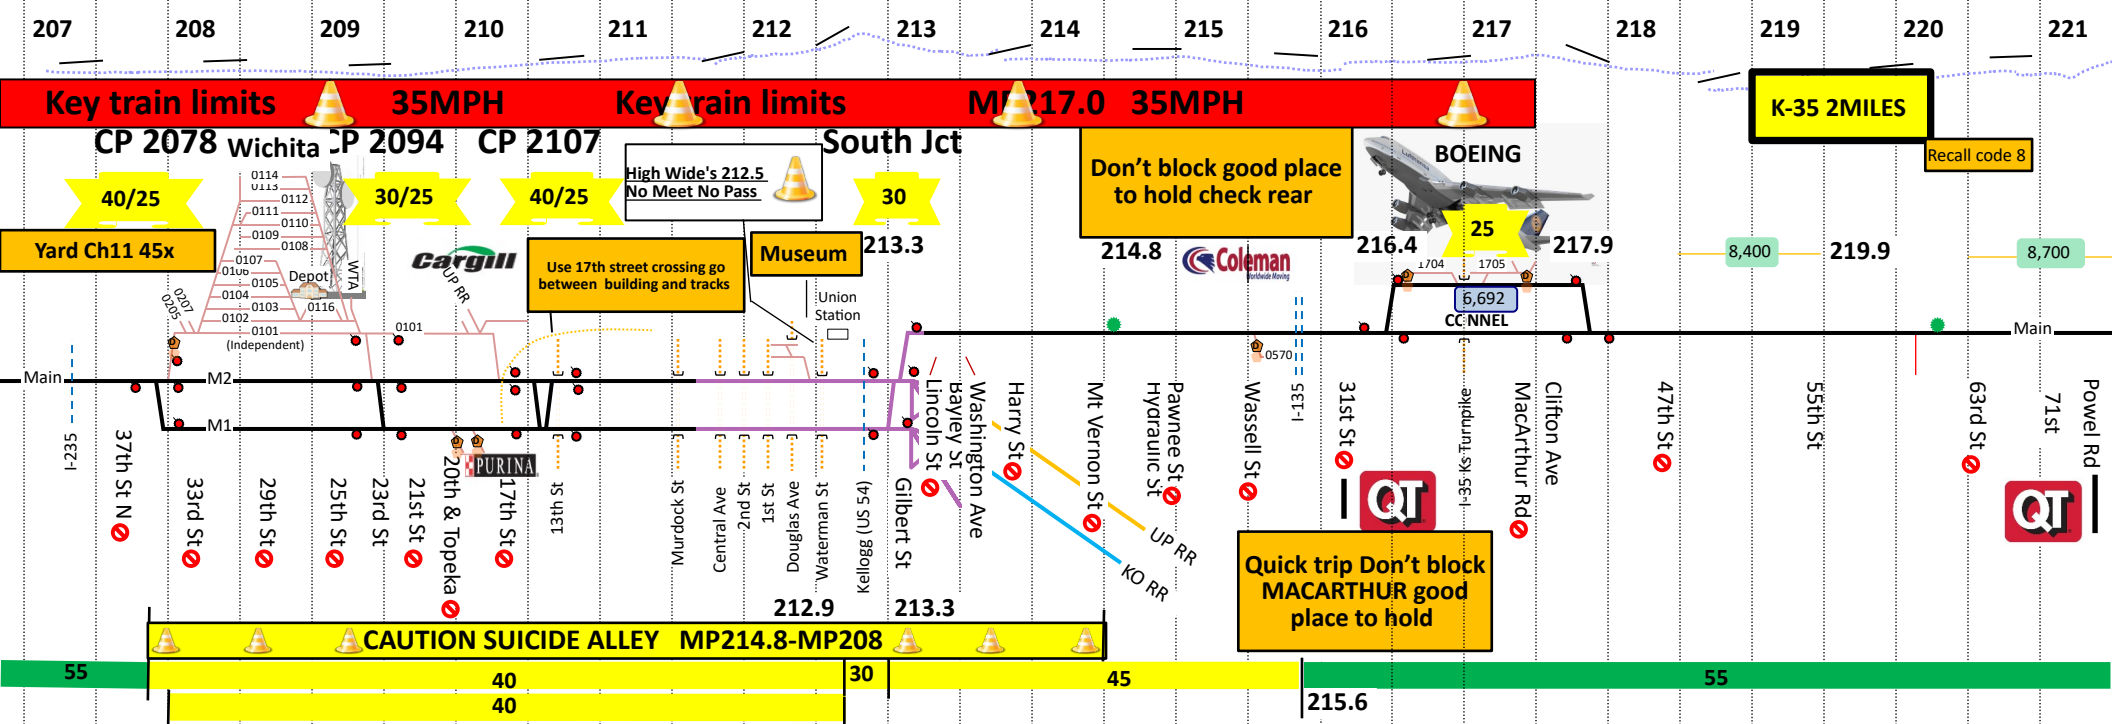 207 208 209 210 211 212 213 214 215 216 217 218 219 220 221
Key train limits 35MPH Key train limits MP217.0 35MPH
K-35 2MILES
Recall code 8
CP 2078 Wichita CP 2094 CP 2107 South Jct
High Wide's 212.5
No Meet No Pass
Don't block good place
to hold check rear
BOEING
Lufthansa
40/25 30/25 40/25 30 25
Yard Ch11 45x
0114
0113
0112
0111
0110
0109
0108
0107
0106
0105
0104
0103
0102
0116
0101
0101
(Independent)
0207
0205
Depot
WTA
Cargill
UP RR
Use 17th street crossing go
between building and tracks
Museum
213.3
214.8
Coleman
Worldwide Moving
216.4
217.9
8,400
219.9
8,700
Union
Station
1704 1705
6,692
CONNEL
0570
Main
Main
M2
M1
I-235
37th St N
33rd St
29th St
25th St
23rd St
21st St
20th & Topeka
PURINA
17th St
13th St
Murdock St
Central Ave
2nd St
1st St
Douglas Ave
Waterman St
Kellogg (US 54)
Gilbert St
Lincoln St
Bayley St
Washington Ave
Harry St
Mt Vernon St
Hydraulic St
Pawnee St
Wassell St
I-135
31st St
I-35 Ks Turnpike
MacArthur Rd
Clifton Ave
47th St
55th St
63rd St
71st
Powel Rd
UP RR
KO RR
QT
QT
Quick trip Don't block
MACARTHUR good
place to hold
212.9 213.3
CAUTION SUICIDE ALLEY MP214.8-MP208
55 40 30 45 55
40
215.6